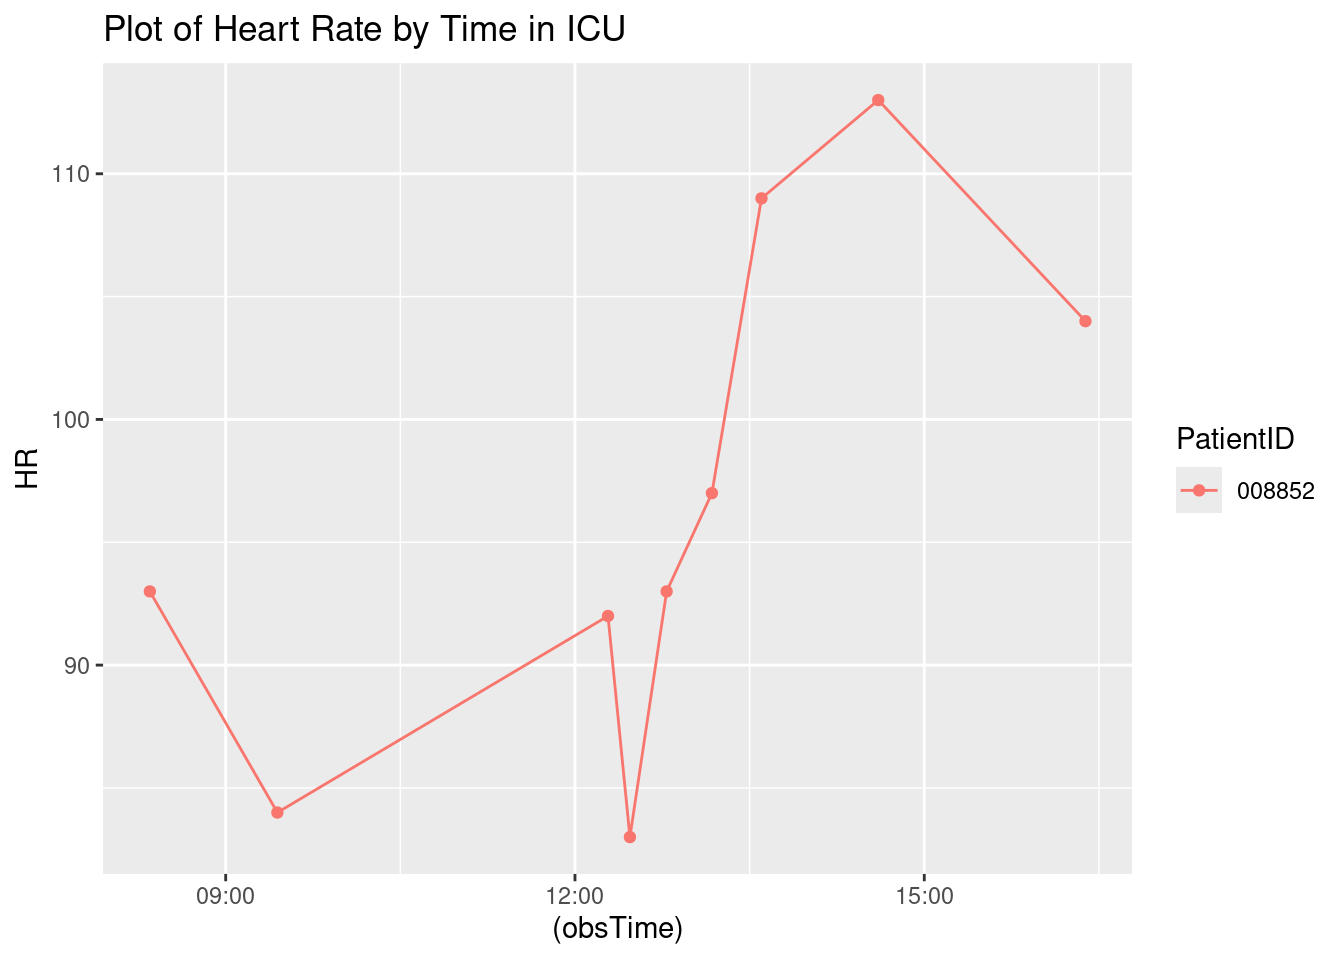 Plot of Heart Rate by Time in ICU
110
100
90
HR
09:00
12:00
15:00
(obsTime)
PatientID
008852